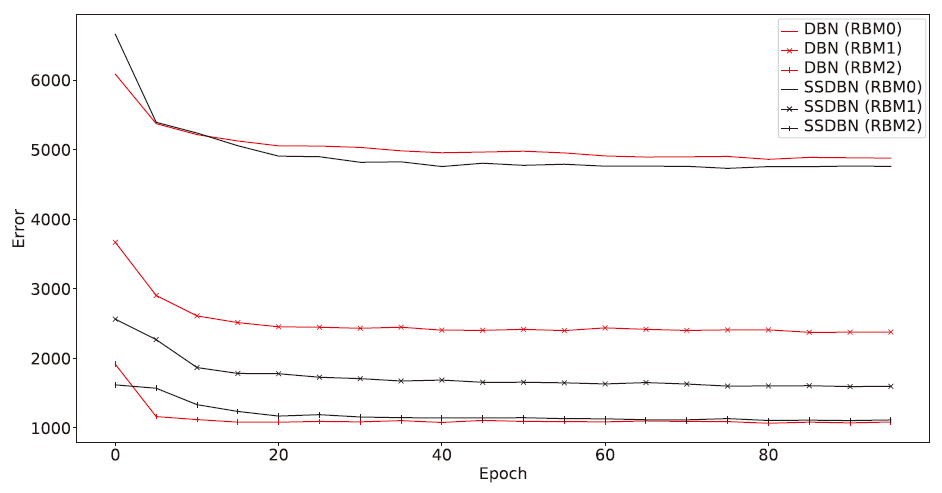 DBN (RBM0)
DBN (RBM1)
DBN (RBM2)
SSDBN (RBM0)
SSDBN (RBM1)
SSDBN (RBM2)
6000
5000
4000
3000
2000
1000
Error
0 20 40 60 80
Epoch